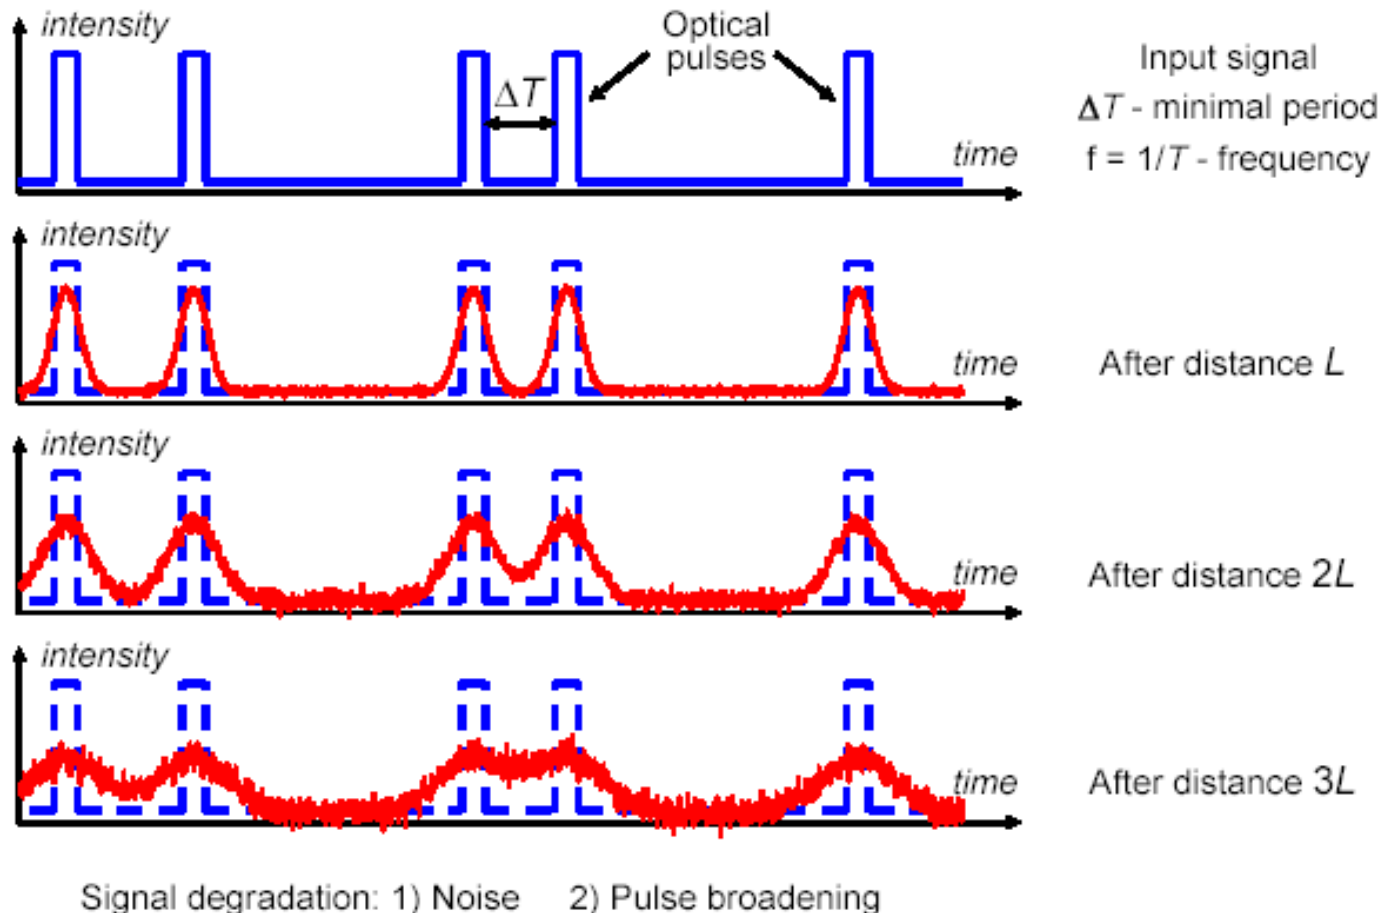 intensity
Optical
pulses
ΔT
time
Input signal
ΔT - minimal period
f = 1/T - frequency
intensity
time
After distance L
intensity
time
After distance 2L
intensity
time
After distance 3L
Signal degradation: 1) Noise 2) Pulse broadening